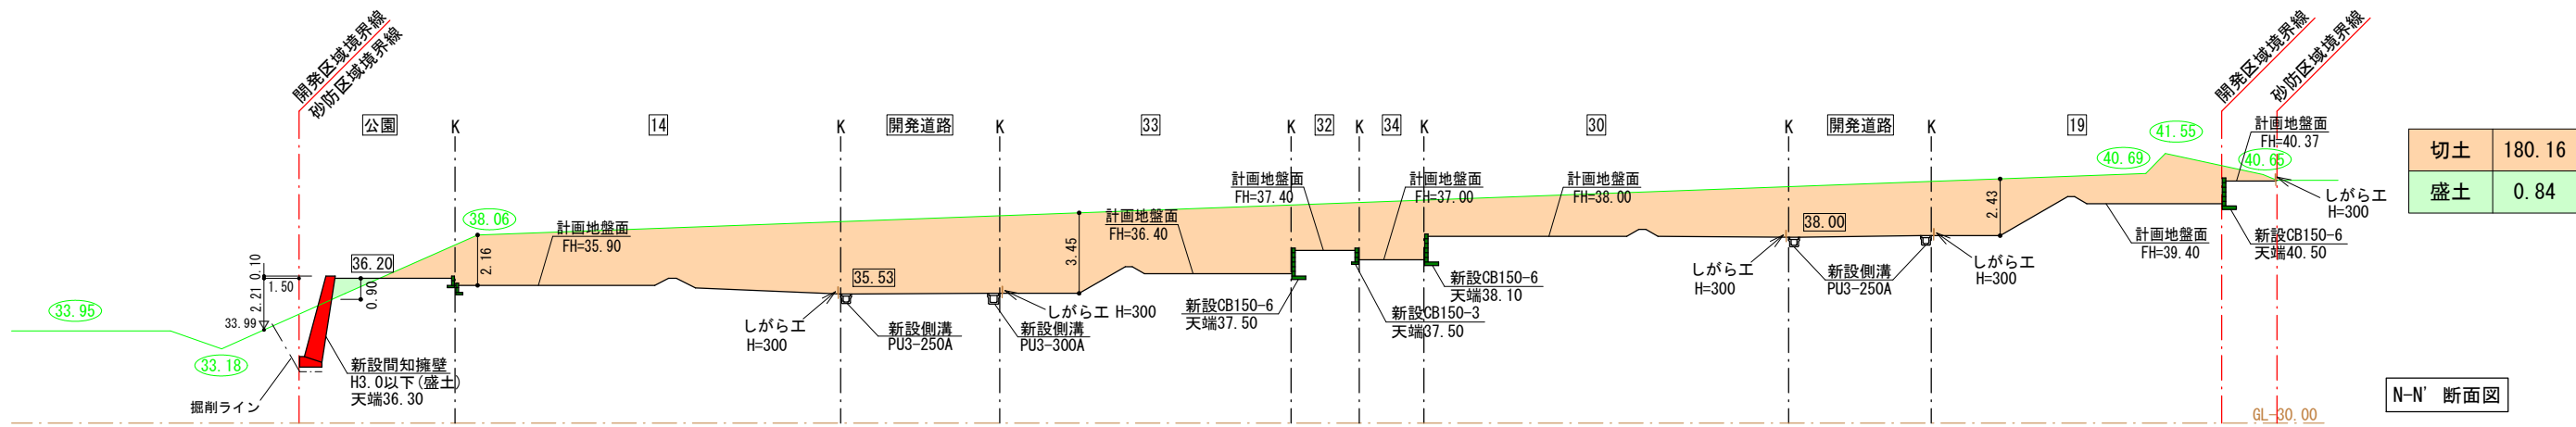 開発区域境界線
砂防区域境界線
公園
K
14
K
開発道路
K
33
K
32
K
34
K
30
K
開発道路
K
19
開発区域境界線
砂防区域境界線
41.55
40.69
40.65
計画地盤面
FH=40.37
切土 180.16
盛土 0.84
38.06
計画地盤面
FH=35.90
計画地盤面
FH=36.40
計画地盤面
FH=37.40
計画地盤面
FH=37.00
計画地盤面
FH=38.00
38.00
2.43
しがら工
H=300
計画地盤面
FH=39.40
新設CB150-6
天端40.50
0.10
2.21
1.50
36.20
0.90
2.16
35.53
3.45
33.95
33.99
33.18
掘削ライン
新設間知擁壁
H3.0以下(盛土)
天端36.30
しがら工
H=300
新設側溝
PU3-250A
しがら工 H=300
新設側溝
PU3-300A
新設CB150-6
天端37.50
新設CB150-3
天端37.50
新設CB150-6
天端38.10
しがら工
H=300
新設側溝
PU3-250A
しがら工
H=300
N-N' 断面図
GL-30.00